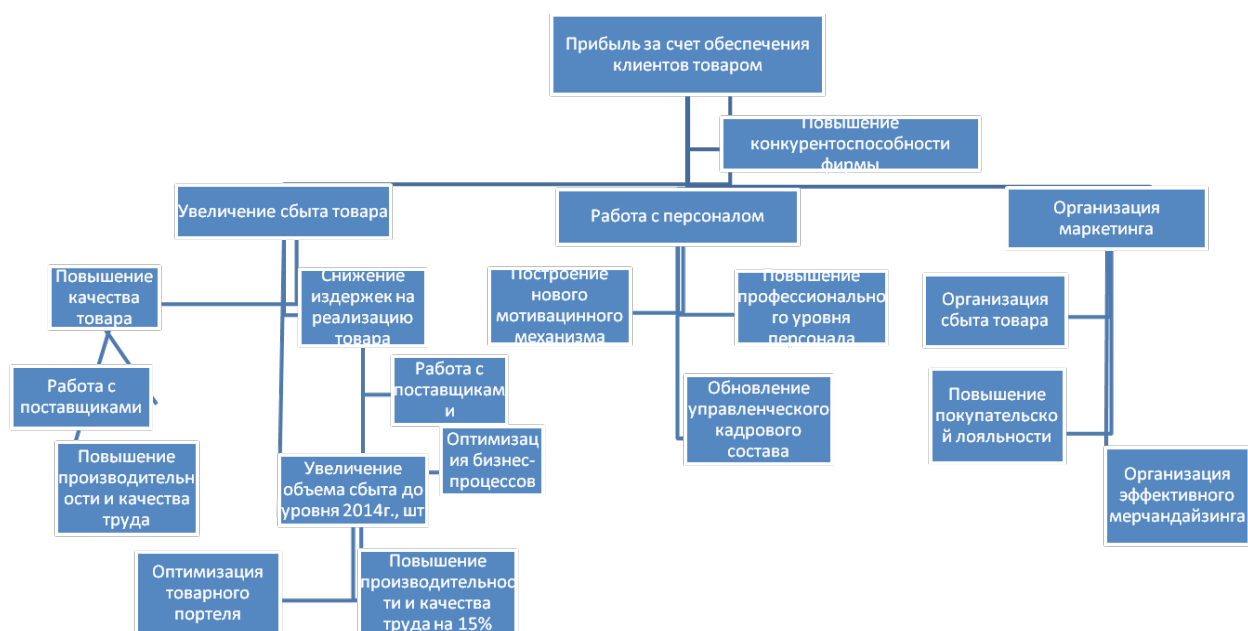 Прибыль за счет обеспечения
клиентов товаром
Повышение
конкурентоспособности
фирмы
Увеличение сбыта товара
Работа с персоналом
Организация
маркетинга
Повышение
качества
товара
Снижение
издержек на
реализацию
товара
Построение
нового
мотивацинного
механизма
Повышение
профессионально
го уровня
персонала
Организация
сбыта товара
Работа с
поставщиками
Работа с
поставщикам
и
Обновление
управленческого
кадрового
состава
Повышение
покупательско
й лояльности
Повышение
производительн
ости и качества
труда
Увеличение
объема сбыта до
уровня 2014г., шт
Оптимизац
ия бизнес-
процессов
Организация
эффективного
мерчандайзинга
Оптимизация
товарного
портеля
Повышение
производительнос
ти и качества
труда на 15%